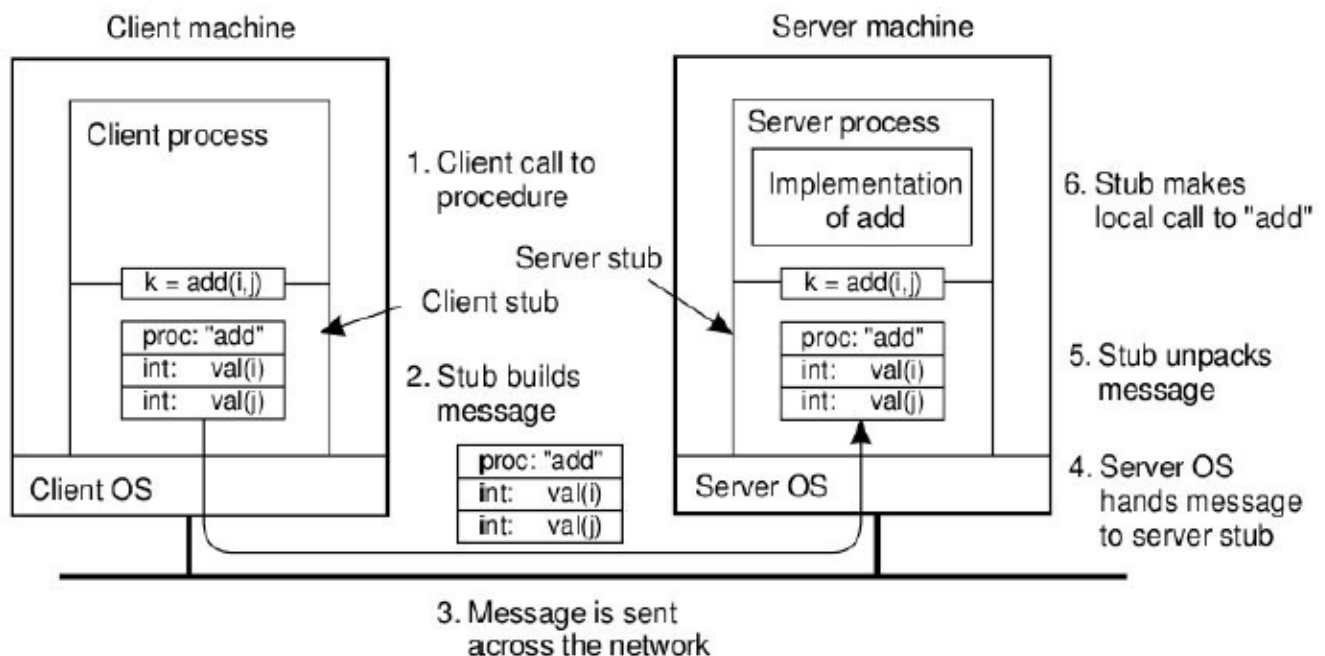 Client machine
Server machine
Client process
1. Client call to
procedure
Server process
Implementation
of add
6. Stub makes
local call to "add"
Server stub
k = add(i,j)
k = add(i,j)
Client stub
proc: "add"
int: val(i)
int: val(j)
2. Stub builds
message
proc: "add"
int: val(i)
int: val(j)
5. Stub unpacks
message
proc: "add"
int: val(i)
int: val(j)
Client OS
Server OS
4. Server OS
hands message
to server stub
3. Message is sent
across the network